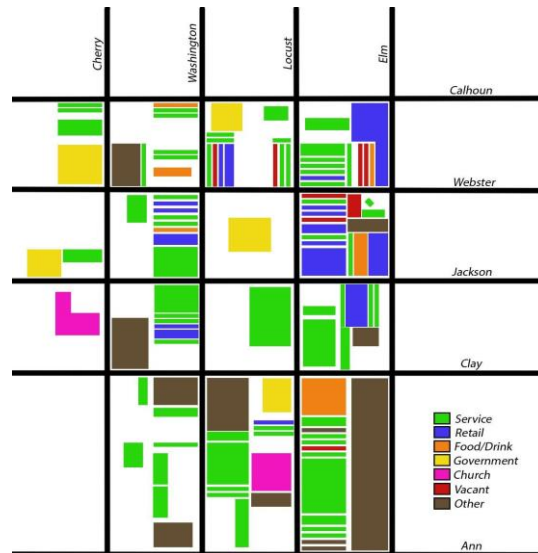 Cherry
Washington
Locust
Elm
Calhoun
Webster
Jackson
Clay
Service
Retail
Food/Drink
Government
Church
Vacant
Other
Ann